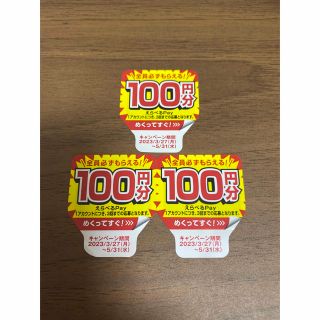 全員必ずもらえる!
100円分
えらべるPay
1アカウントにつき、3回までの応募となります。
めくってすぐ! >>>
キャンペーン期間
2023/3/27(月)
~5/31(水)
全員必ずもらえる!
100円分
えらべるPay
1アカウントにつき、3回までの応募となります。
めくってすぐ! >>>
キャンペーン期間
2023/3/27(月)
~5/31(水)
全員必ずもらえる!
100円分
えらべるPay
1アカウントにつき、3回までの応募となります。
めくってすぐ! >>>
キャンペーン期間
2023/3/27(月)
~5/31(水)